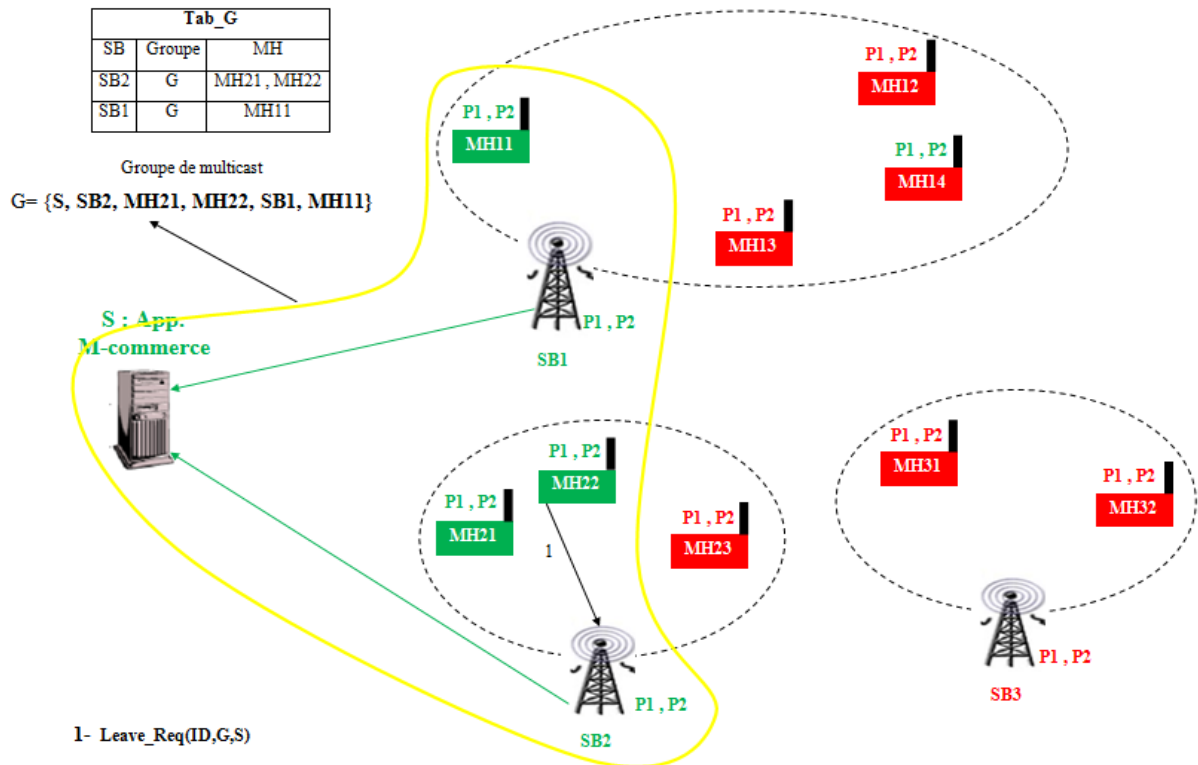 Tab_G
SB Groupe MH
SB2 G MH21 , MH22
SB1 G MH11
Groupe de multicast
G= {S, SB2, MH21, MH22, SB1, MH11}
P1 , P2
MH11
P1 , P2
MH12
P1 , P2
MH14
P1 , P2
MH13
P1 , P2
SB1
S : App.
M-commerce
P1 , P2
MH22
P1 , P2
MH21
P1 , P2
MH23
1
P1 , P2
SB2
P1 , P2
MH31
P1 , P2
MH32
P1 , P2
SB3
1- Leave_Req(ID,G,S)